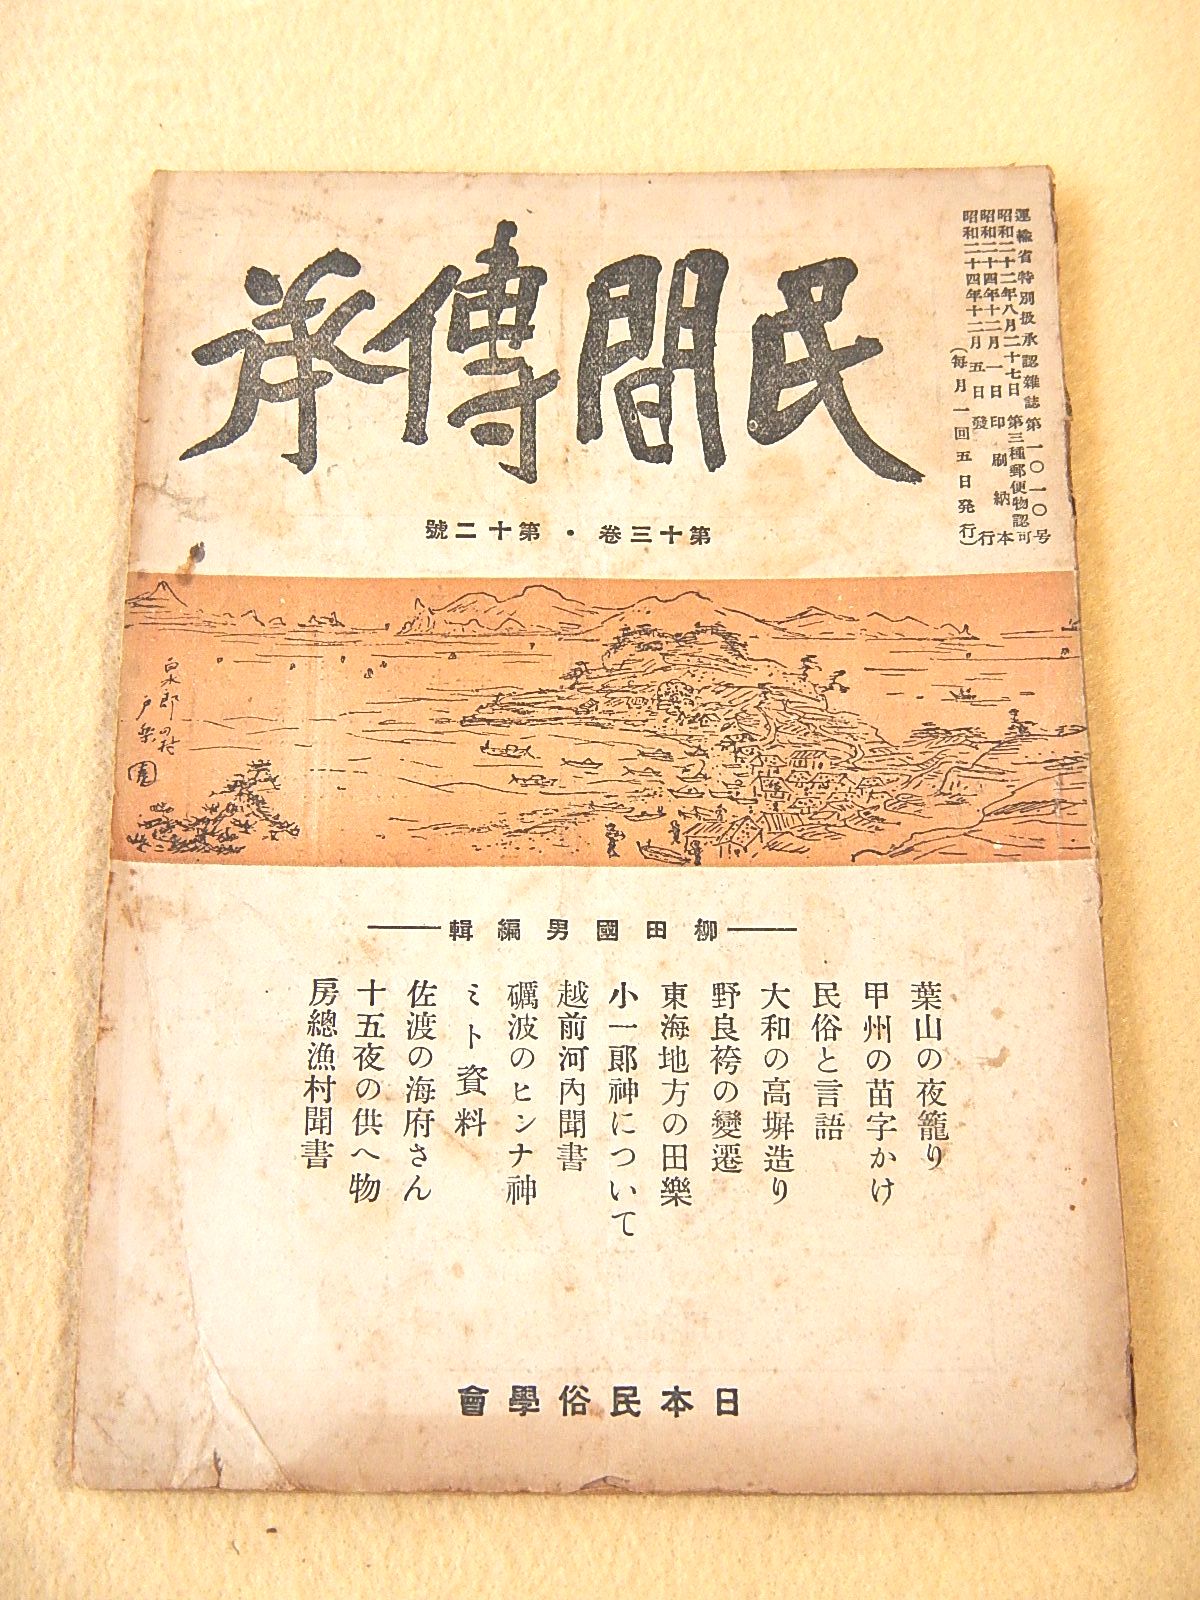 運輸省特別扱承認雜誌第一〇一〇号
昭和二十二年八月二十七日 第三種郵便物認可
昭和二十四年十二月一日印刷納本
昭和二十四年十二月五日發行
(每月一回五日発行)
民間傳承
第十三卷・第十二號
柳田國男編輯
葉山の夜籠り
甲州の苗字かけ
民俗と言語
大和の高塀造り
野良袴の變遷
東海地方の田樂
小一郞神について
越前河內聞書
礪波のヒンナ神
ミト資料
佐渡の海府さん
十五夜の供へ物
房總漁村聞書
日本民俗學會